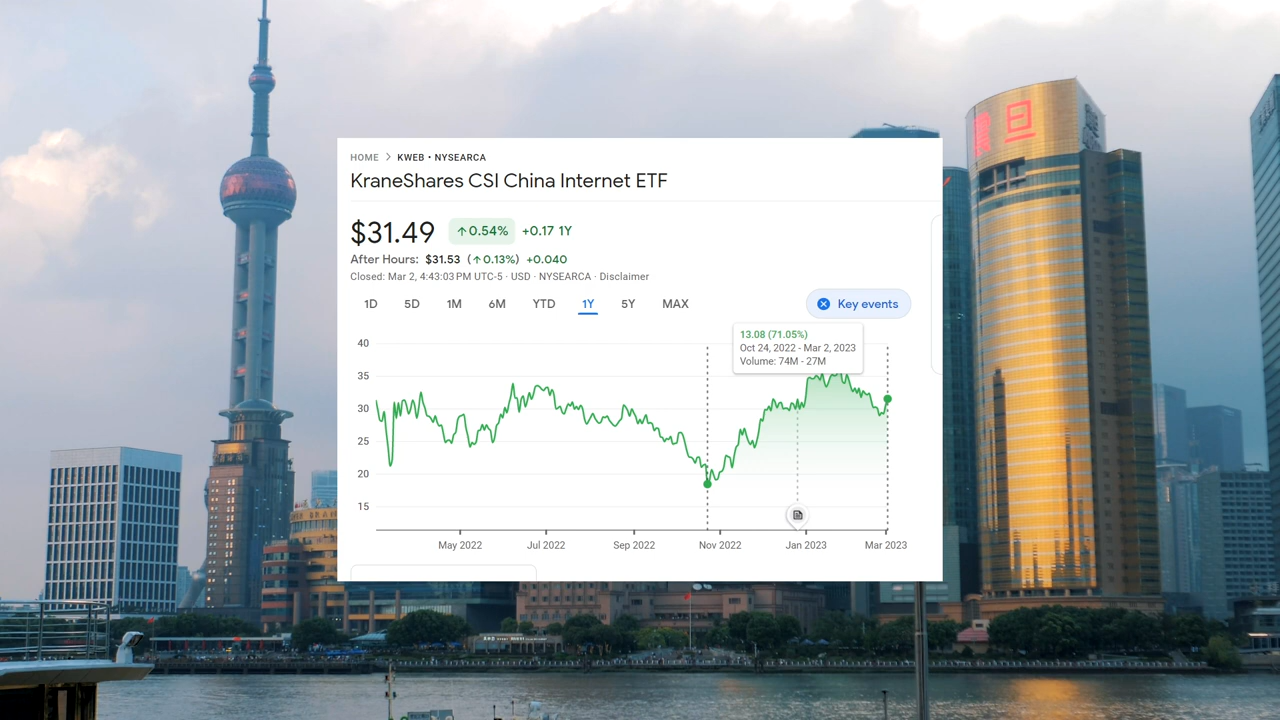 HOME > KWEB • NYSEARCA
KraneShares CSI China Internet ETF
$31.49 ↑0.54% +0.17 1Y
After Hours: $31.53 (↑0.13%) +0.040
Closed: Mar 2, 4:43:03 PM UTC-5 · USD · NYSEARCA · Disclaimer
1D 5D 1M 6M YTD 1Y 5Y MAX Key events
13.08 (71.05%)
Oct 24, 2022 - Mar 2, 2023
Volume: 74M - 27M
40
35
30
25
20
15
May 2022 Jul 2022 Sep 2022 Nov 2022 Jan 2023 Mar 2023
旦